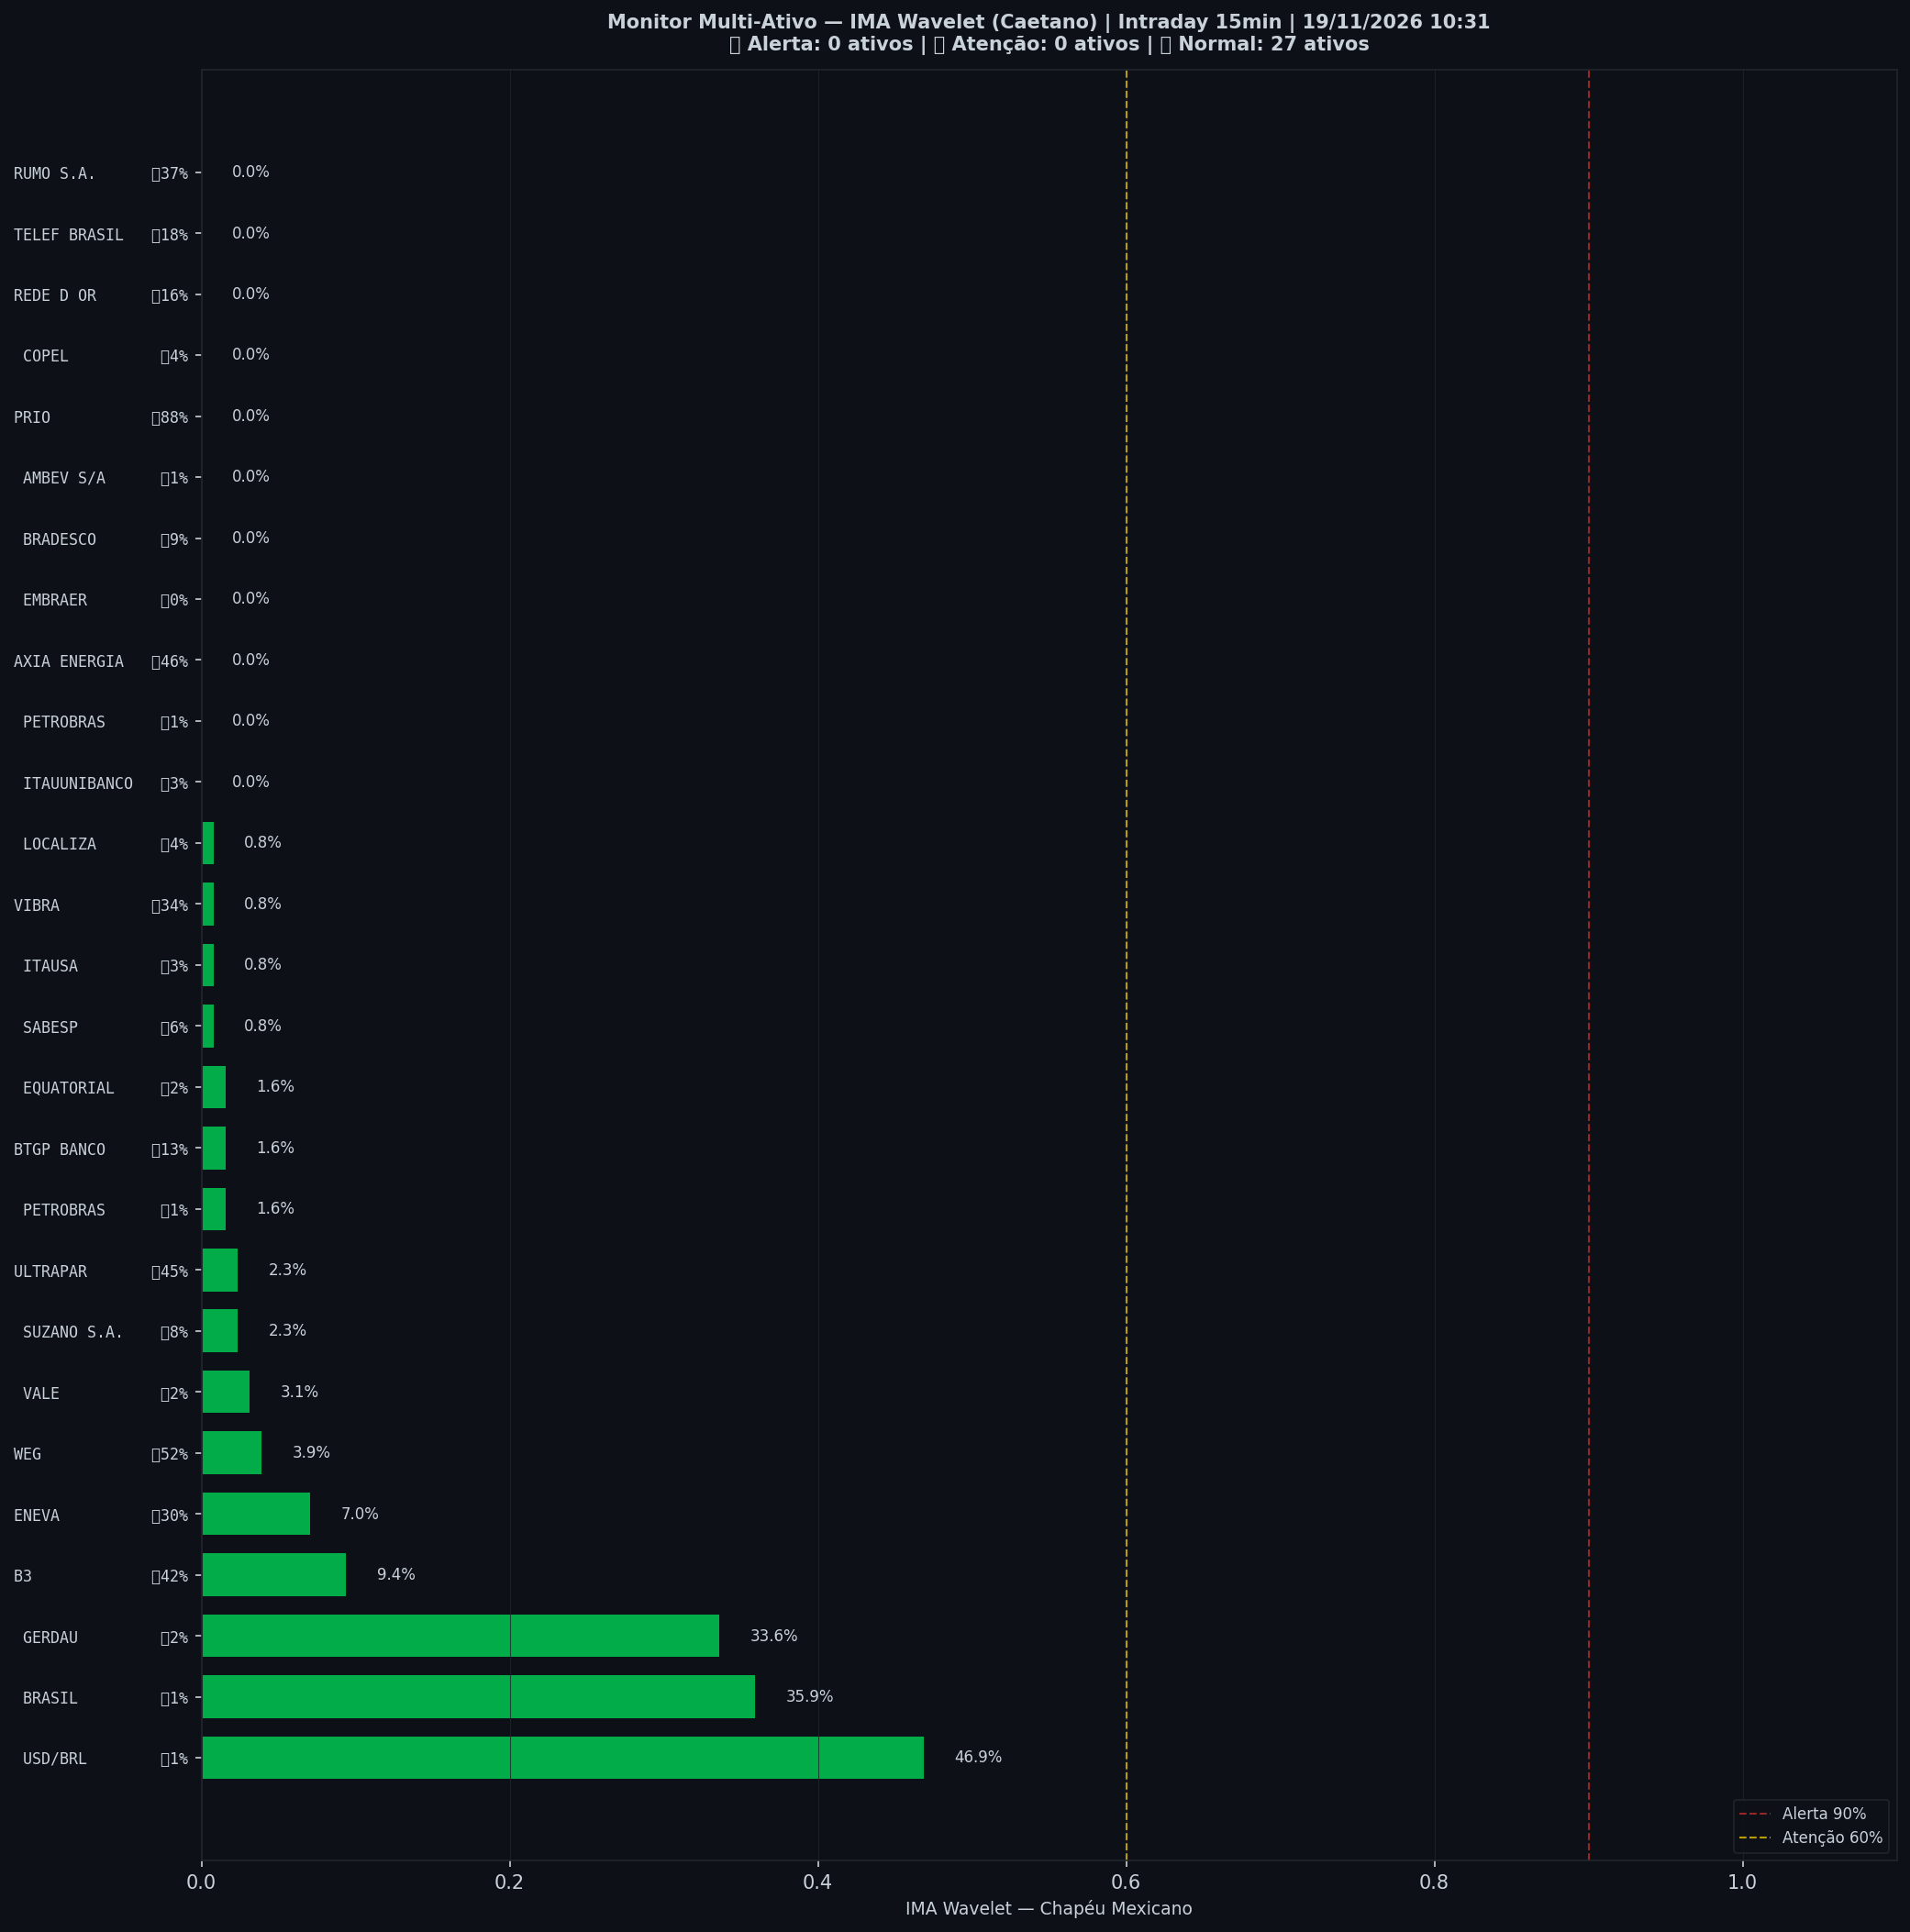 Monitor Multi-Ativo — IMA Wavelet (Caetano) | Intraday 15min | 19/11/2026 10:31
▯ Alerta: 0 ativos | ▯ Atenção: 0 ativos | ▯ Normal: 27 ativos
RUMO S.A. ▯37% 0.0%
TELEF BRASIL ▯18% 0.0%
REDE D OR ▯16% 0.0%
COPEL ▯4% 0.0%
PRIO ▯88% 0.0%
AMBEV S/A ▯1% 0.0%
BRADESCO ▯9% 0.0%
EMBRAER ▯0% 0.0%
AXIA ENERGIA ▯46% 0.0%
PETROBRAS ▯1% 0.0%
ITAUUNIBANCO ▯3% 0.0%
LOCALIZA ▯4% 0.8%
VIBRA ▯34% 0.8%
ITAUSA ▯3% 0.8%
SABESP ▯6% 0.8%
EQUATORIAL ▯2% 1.6%
BTGP BANCO ▯13% 1.6%
PETROBRAS ▯1% 1.6%
ULTRAPAR ▯45% 2.3%
SUZANO S.A. ▯8% 2.3%
VALE ▯2% 3.1%
WEG ▯52% 3.9%
ENEVA ▯30% 7.0%
B3 ▯42% 9.4%
GERDAU ▯2% 33.6%
BRASIL ▯1% 35.9%
USD/BRL ▯1% 46.9%
Alerta 90%
Atenção 60%
0.0 0.2 0.4 0.6 0.8 1.0
IMA Wavelet — Chapéu Mexicano